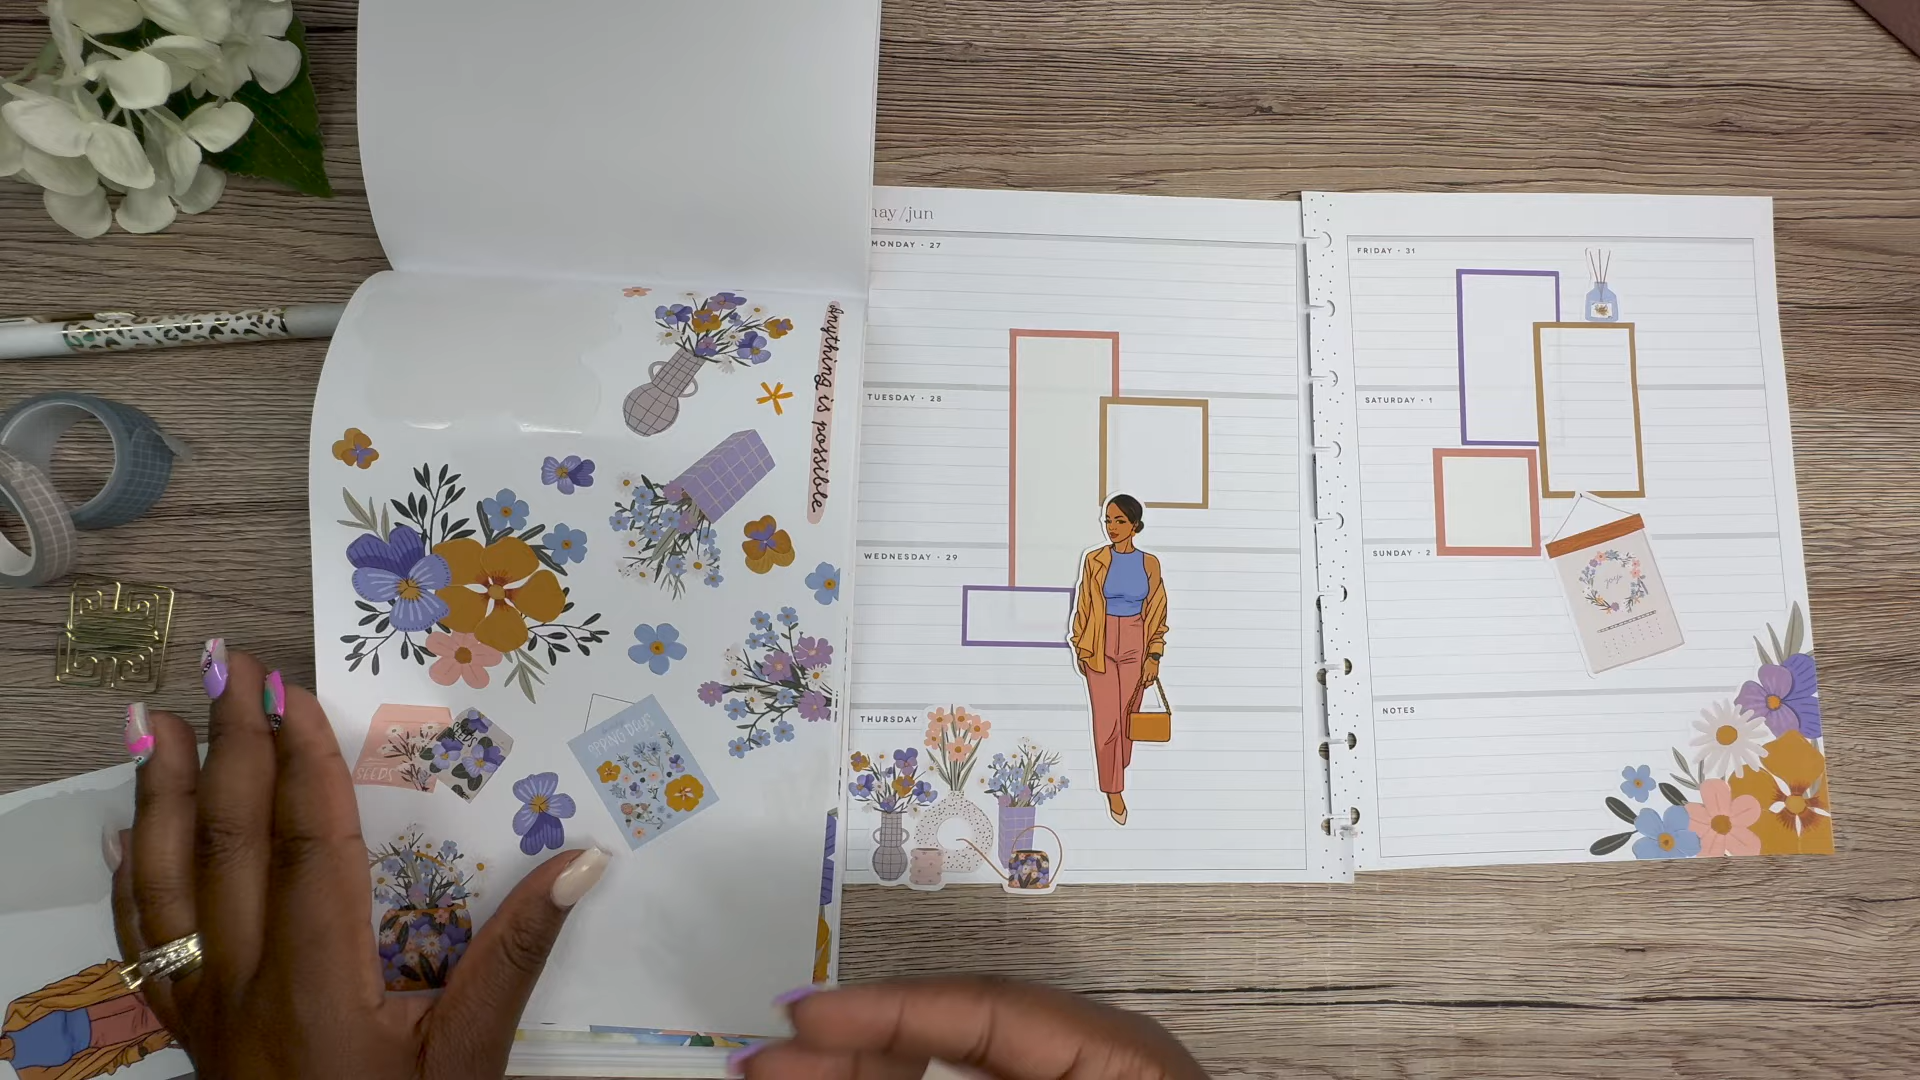 Anything is possible
SEEDS
SEEDS
SPRING DAYS
may/jun
MONDAY • 27
TUESDAY • 28
WEDNESDAY • 29
THURSDAY
FRIDAY • 31
SATURDAY • 1
SUNDAY • 2
NOTES